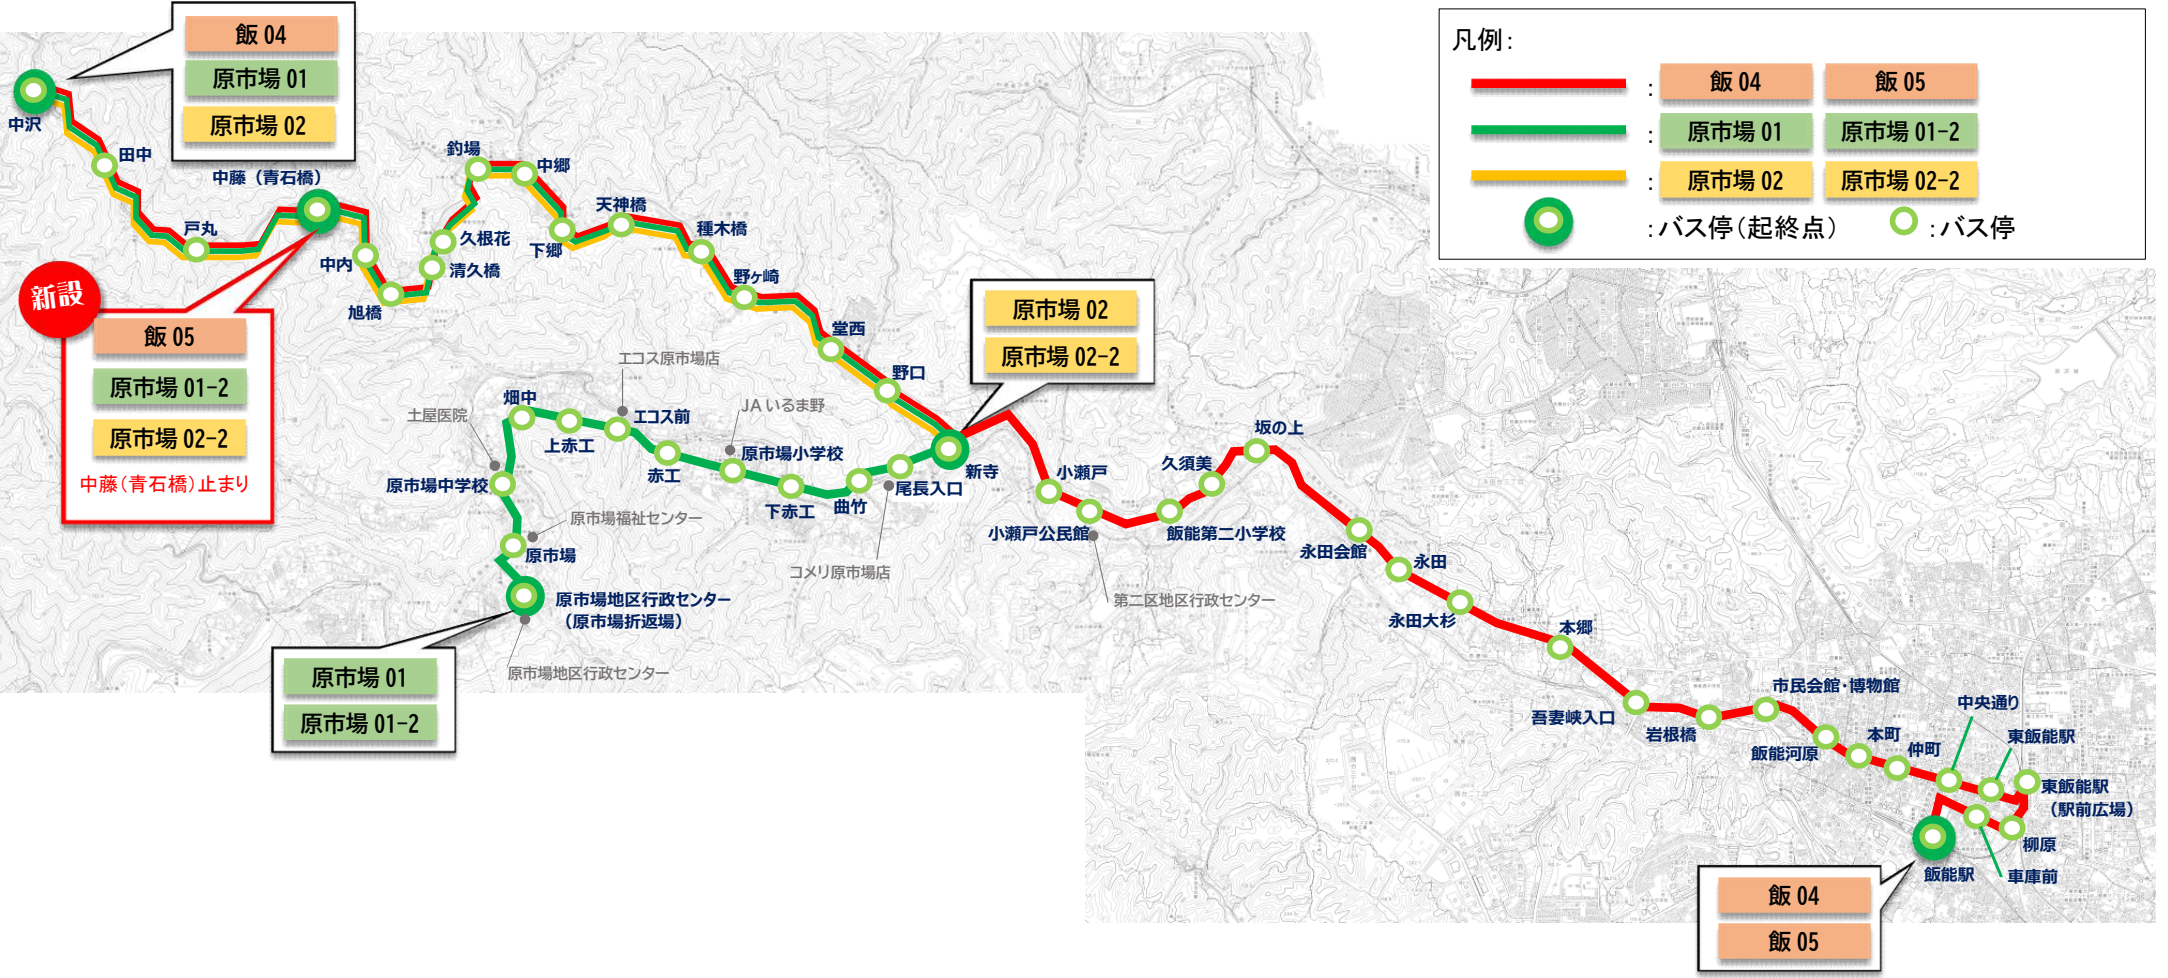 飯 04
原市場 01
原市場 02
凡例：
： 飯 04 飯 05
： 原市場 01 原市場 01-2
： 原市場 02 原市場 02-2
：バス停（起終点） ：バス停
中沢
田中
戸丸
中藤（青石橋）
中内
旭橋
清久橋
久根花
釣場
中郷
下郷
天神橋
種木橋
野ヶ崎
堂西
野口
新寺
新設
飯 05
原市場 01-2
原市場 02-2
中藤（青石橋）止まり
原市場 02
原市場 02-2
エコス原市場店
JA いるま野
土屋医院
畑中
上赤工
エコス前
赤工
原市場小学校
下赤工
曲竹
尾長入口
コメリ原市場店
原市場中学校
原市場福祉センター
原市場
原市場地区行政センター
（原市場折返場）
原市場地区行政センター
原市場 01
原市場 01-2
小瀬戸
小瀬戸公民館
第二区地区行政センター
飯能第二小学校
久須美
坂の上
永田会館
永田
永田大杉
本郷
吾妻峡入口
岩根橋
市民会館・博物館
飯能河原
本町
仲町
中央通り
東飯能駅
東飯能駅
（駅前広場）
柳原
車庫前
飯能駅
飯 04
飯 05